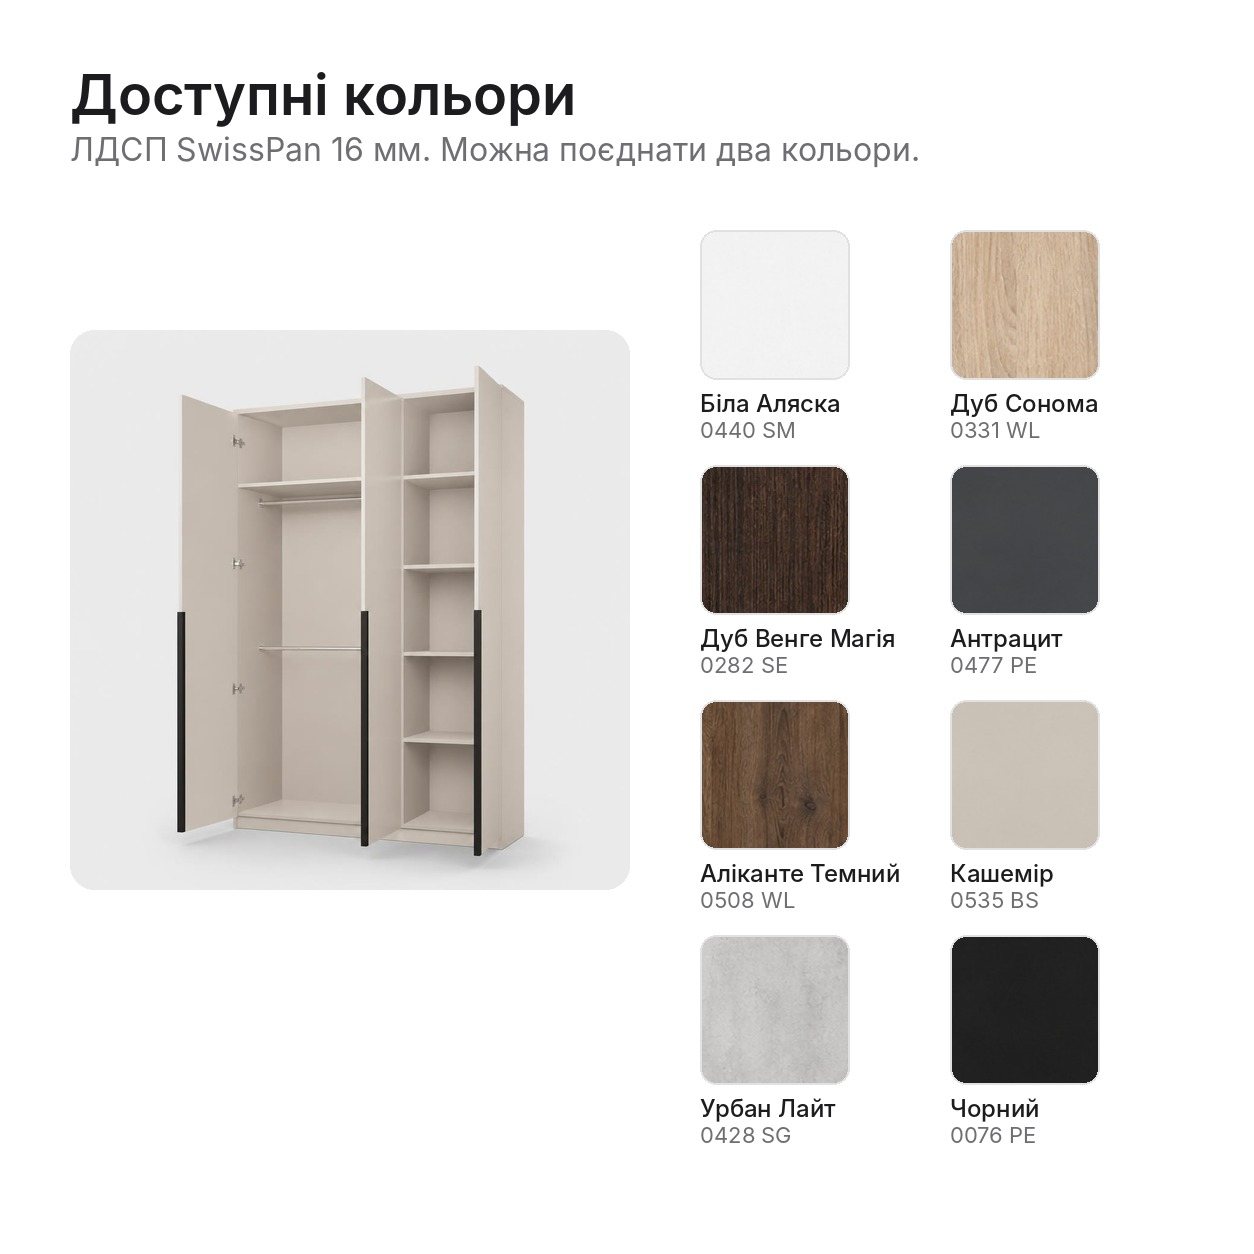 Доступні кольори
ЛДСП SwissPan 16 мм. Можна поєднати два кольори.
Біла Аляска
0440 SM
Дуб Сонома
0331 WL
Дуб Венге Магія
0282 SE
Антрацит
0477 PE
Аліканте Темний
0508 WL
Кашемір
0535 BS
Урбан Лайт
0428 SG
Чорний
0076 PE